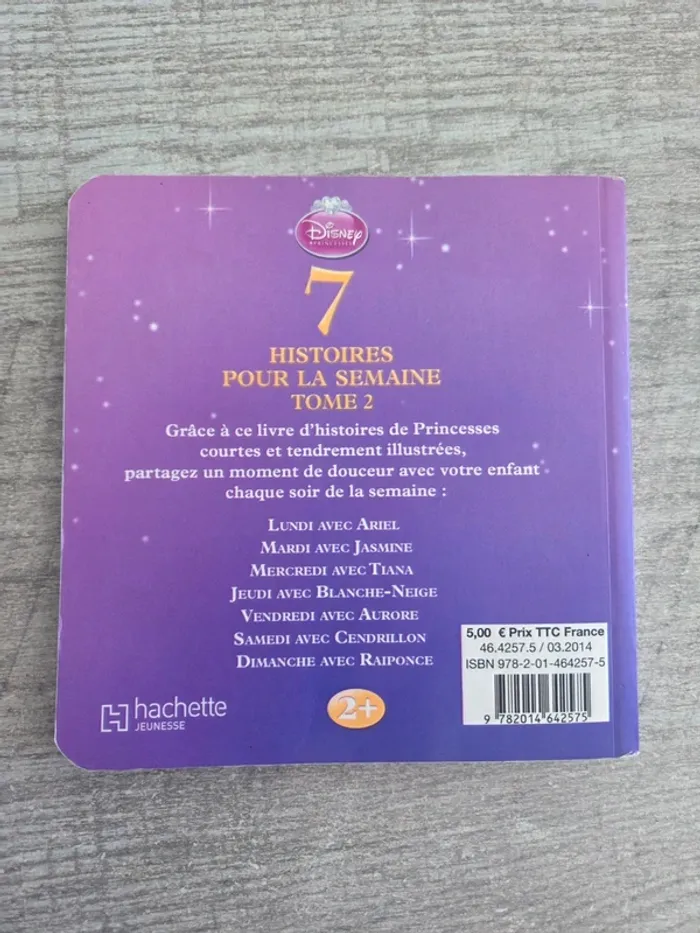 Disney
PRINCESSES
7
HISTOIRES
POUR LA SEMAINE
TOME 2
Grâce à ce livre d'histoires de Princesses
courtes et tendrement illustrées,
partagez un moment de douceur avec votre enfant
chaque soir de la semaine :
LUNDI AVEC ARIEL
MARDI AVEC JASMINE
MERCREDI AVEC TIANA
JEUDI AVEC BLANCHE-NEIGE
VENDREDI AVEC AURORE
SAMEDI AVEC CENDRILLON
DIMANCHE AVEC RAIPONCE
hachette
JEUNESSE
2+
5,00 € Prix TTC France
46.4257.5 / 03.2014
ISBN 978-2-01-464257-5
9 782014 642575